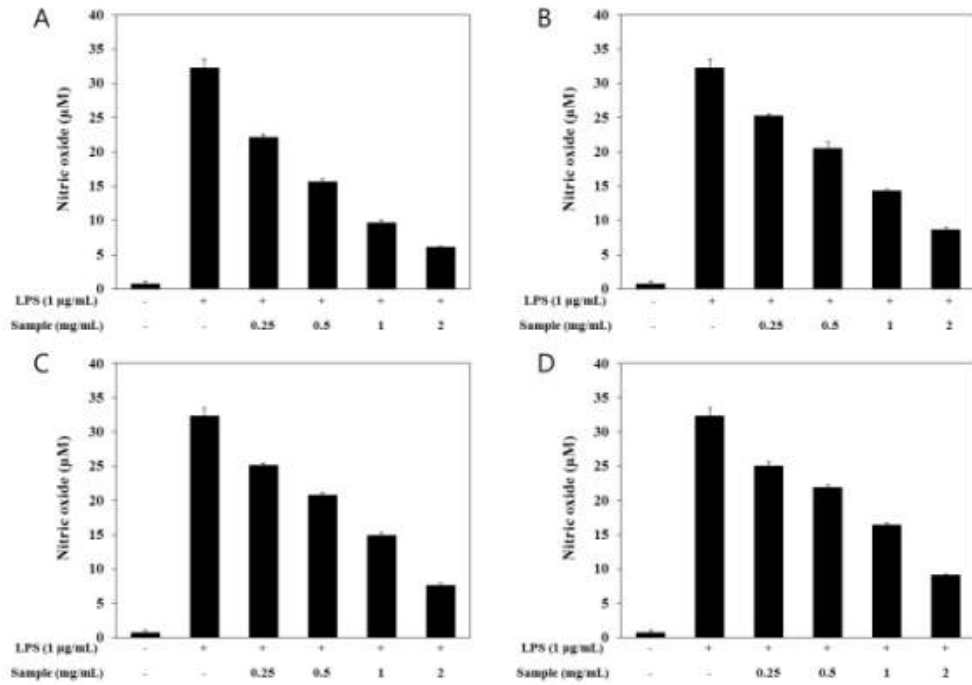 A
Nitric oxide (µM)
40
35
30
25
20
15
10
5
0
LPS (1 µg/mL) - + + + + +
Sample (mg/mL) - - 0.25 0.5 1 2
B
Nitric oxide (µM)
40
35
30
25
20
15
10
5
0
LPS (1 µg/mL) - + + + + +
Sample (mg/mL) - - 0.25 0.5 1 2
C
Nitric oxide (µM)
40
35
30
25
20
15
10
5
0
LPS (1 µg/mL) - + + + + +
Sample (mg/mL) - - 0.25 0.5 1 2
D
Nitric oxide (µM)
40
35
30
25
20
15
10
5
0
LPS (1 µg/mL) - + + + + +
Sample (mg/mL) - - 0.25 0.5 1 2